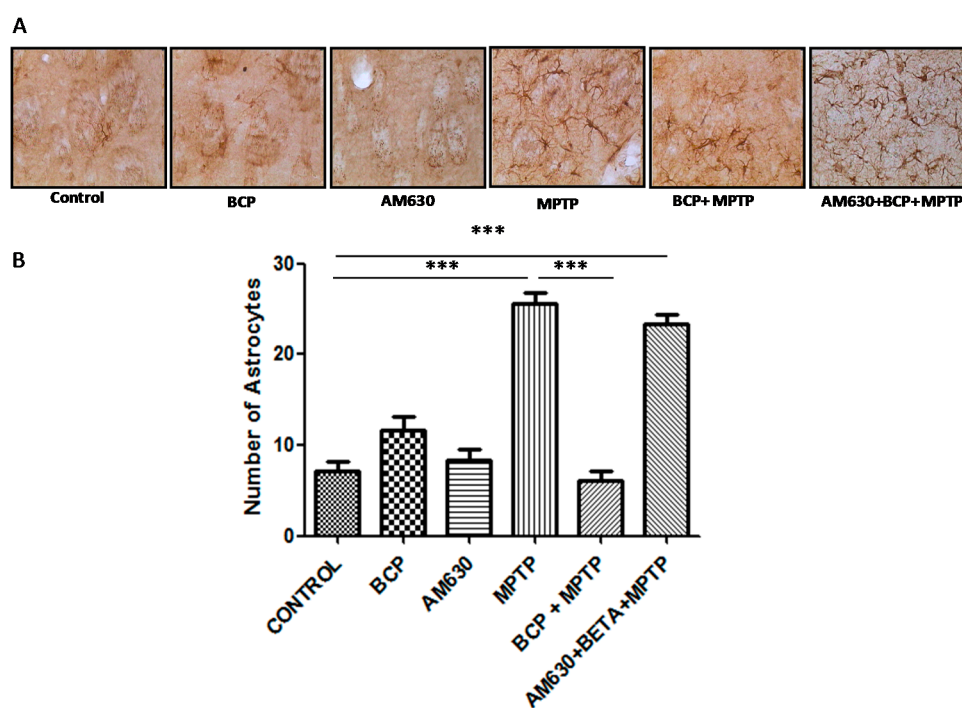 A
Control
BCP
AM630
MPTP
BCP+ MPTP
AM630+BCP+MPTP
***
B
***
***
30
20
10
0
Number of Astrocytes
CONTROL
BCP
AM630
MPTP
BCP + MPTP
AM630+BETA+MPTP